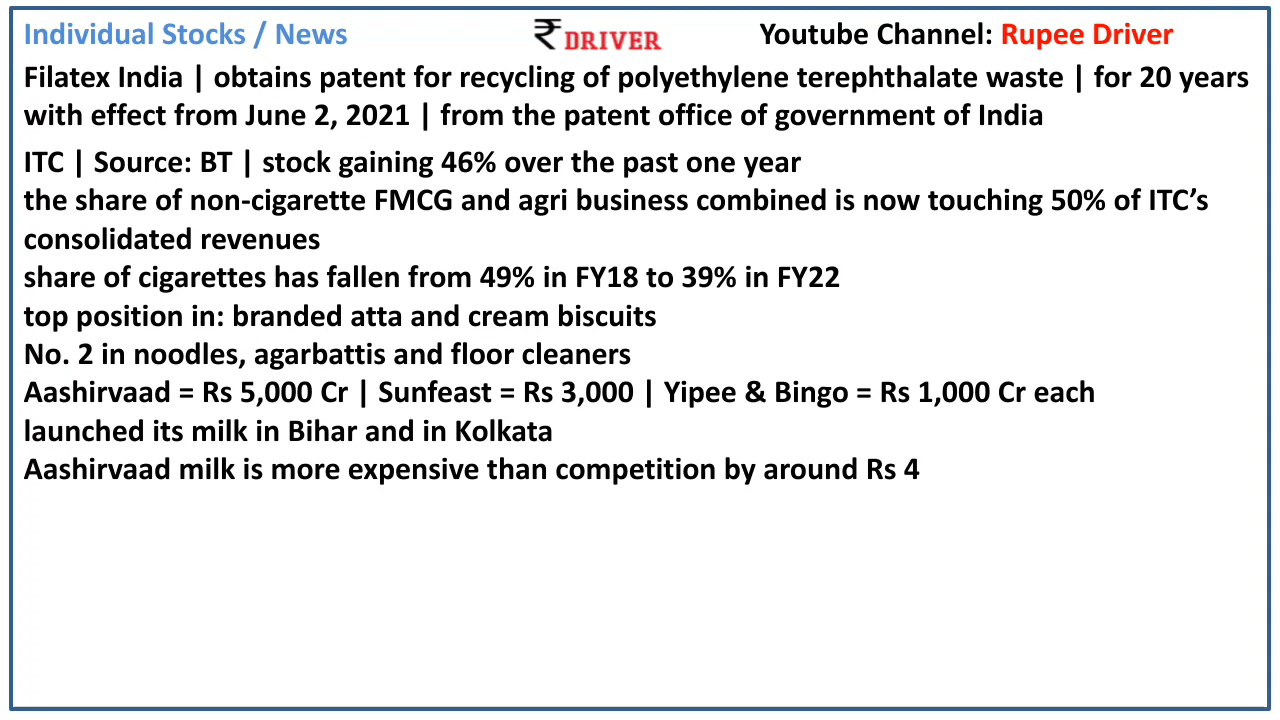 Individual Stocks / News
₹ DRIVER
Youtube Channel: Rupee Driver
Filatex India | obtains patent for recycling of polyethylene terephthalate waste | for 20 years
with effect from June 2, 2021 | from the patent office of government of India
ITC | Source: BT | stock gaining 46% over the past one year
the share of non-cigarette FMCG and agri business combined is now touching 50% of ITC’s
consolidated revenues
share of cigarettes has fallen from 49% in FY18 to 39% in FY22
top position in: branded atta and cream biscuits
No. 2 in noodles, agarbattis and floor cleaners
Aashirvaad = Rs 5,000 Cr | Sunfeast = Rs 3,000 | Yipee & Bingo = Rs 1,000 Cr each
launched its milk in Bihar and in Kolkata
Aashirvaad milk is more expensive than competition by around Rs 4